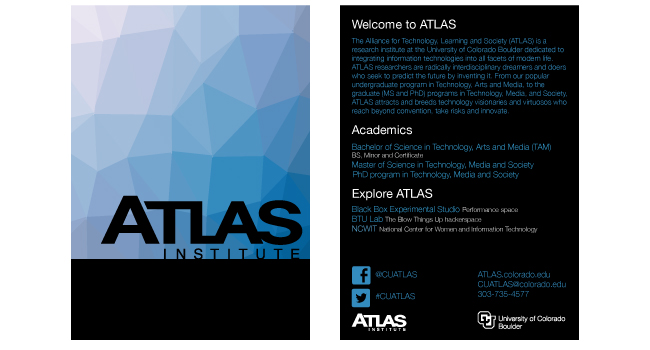 ATLAS
INSTITUTE
Welcome to ATLAS
The Alliance for Technology, Learning and Society (ATLAS) is a
research institute at the University of Colorado Boulder dedicated to
integrating information technologies into all facets of modern life.
ATLAS researchers are radically interdisciplinary dreamers and doers
who seek to predict the future by inventing it. From our popular
undergraduate program in Technology, Arts and Media, to the
graduate (MS and PhD) programs in Technology, Media, and Society,
ATLAS attracts and breeds technology visionaries and virtuosos who
reach beyond convention, take risks and innovate.
Academics
Bachelor of Science in Technology, Arts and Media (TAM)
BS, Minor and Certificate
Master of Science in Technology, Media and Society
PhD program in Technology, Media and Society
Explore ATLAS
Black Box Experimental Studio Performance space
BTU Lab The Blow Things Up hackerspace
NCWIT National Center for Women and Information Technology
@CUATLAS
#CUATLAS
ATLAS.colorado.edu
CUATLAS@colorado.edu
303-735-4577
ATLAS
INSTITUTE
CU
University of Colorado
Boulder